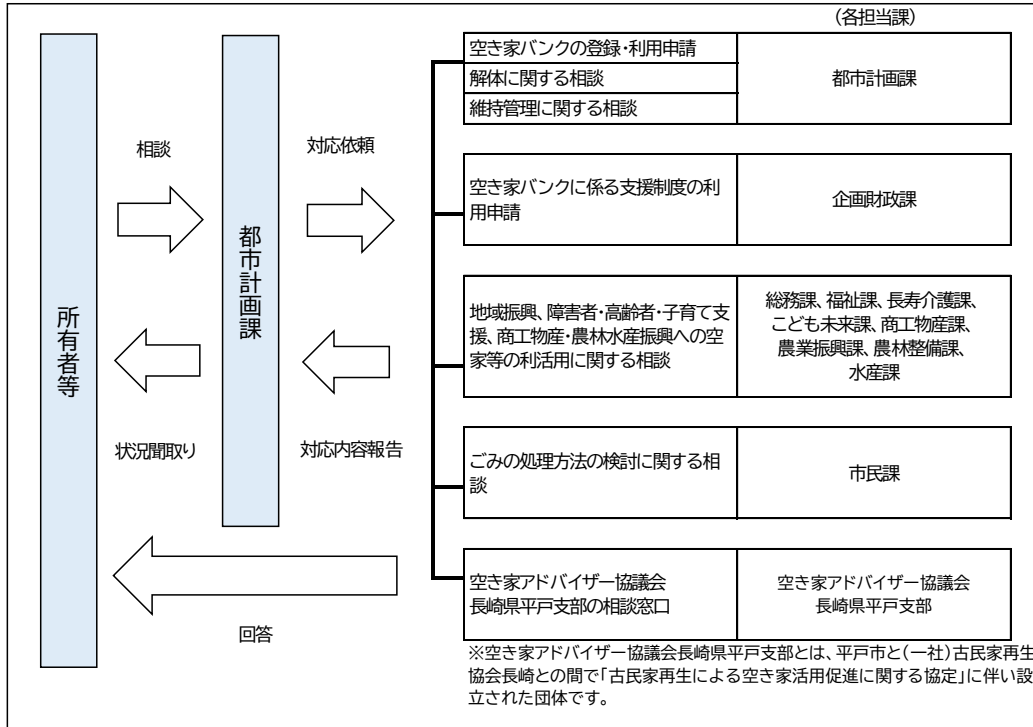 (各担当課)
空き家バンクの登録・利用申請
解体に関する相談
維持管理に関する相談
都市計画課
相談
対応依頼
空き家バンクに係る支援制度の利
用申請
企画財政課
所有者等
都市計画課
地域振興、障害者・高齢者・子育て支
援、商工物産・農林水産振興への空
家等の利活用に関する相談
総務課、福祉課、長寿介護課、
こども未来課、商工物産課、
農業振興課、農林整備課、
水産課
状況聞取り
対応内容報告
ごみの処理方法の検討に関する相
談
市民課
回答
空き家アドバイザー協議会
長崎県平戸支部の相談窓口
空き家アドバイザー協議会
長崎県平戸支部
※空き家アドバイザー協議会長崎県平戸支部とは、平戸市と(一社)古民家再生
協会長崎との間で「古民家再生による空き家活用促進に関する協定」に伴い設
立された団体です。